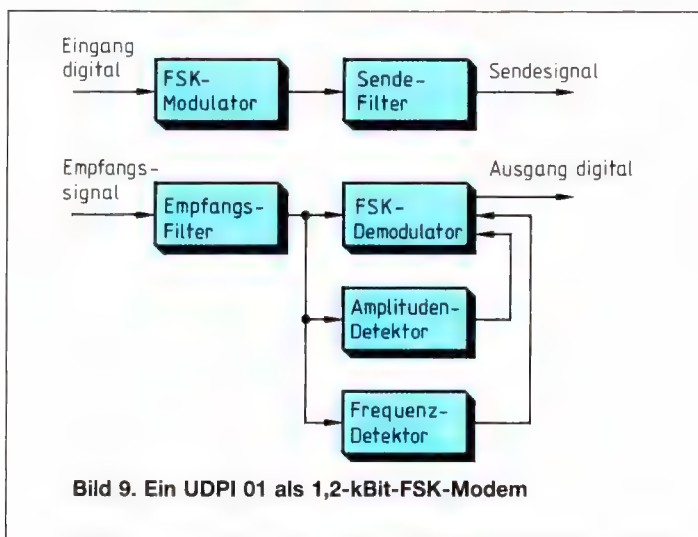 Eingang
digital
FSK-
Modulator
Sende-
Filter
Sendesignal
Empfangs-
signal
Empfangs-
Filter
FSK-
Demodulator
Ausgang digital
Amplituden-
Detektor
Frequenz-
Detektor
Bild 9. Ein UDPI 01 als 1,2-kBit-FSK-Modem